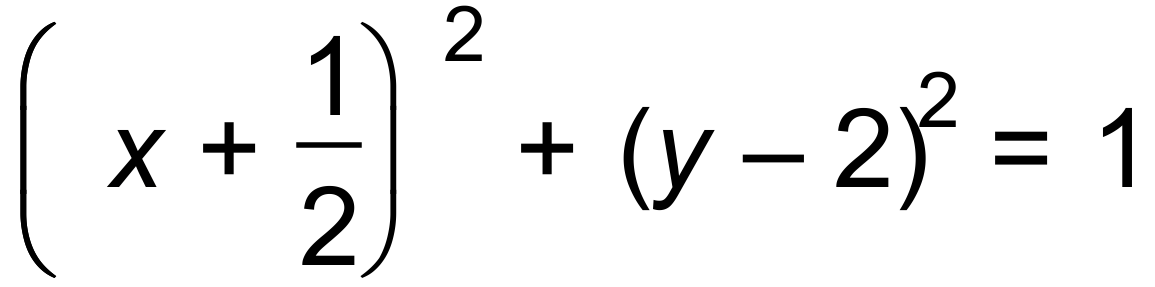 (x + 1/2)² + (y – 2)² = 1